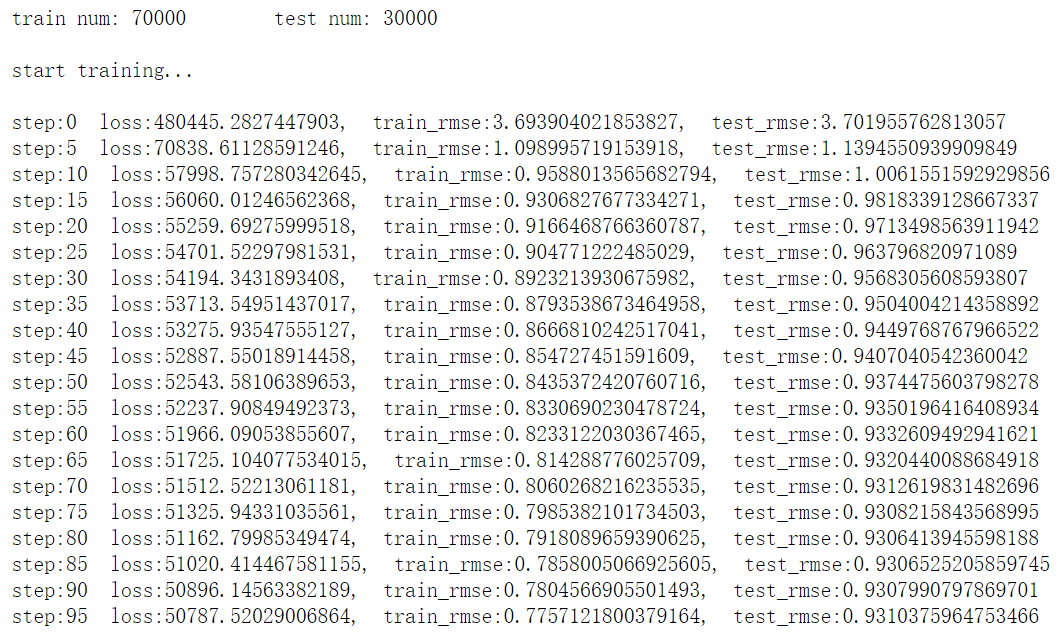 train num: 70000 test num: 30000
start training...
step:0 loss:480445.2827447903, train_rmse:3.693904021853827, test_rmse:3.701955762813057
step:5 loss:70838.61128591246, train_rmse:1.098995719153918, test_rmse:1.1394550939909849
step:10 loss:57998.757280342645, train_rmse:0.9588013565682794, test_rmse:1.0061551592929856
step:15 loss:56060.01246562368, train_rmse:0.9306827677334271, test_rmse:0.9818339128667337
step:20 loss:55259.69275999518, train_rmse:0.9166468766360787, test_rmse:0.9713498563911942
step:25 loss:54701.52297981531, train_rmse:0.904771222485029, test_rmse:0.963796820971089
step:30 loss:54194.3431893408, train_rmse:0.8923213930675982, test_rmse:0.9568305608593807
step:35 loss:53713.54951437017, train_rmse:0.8793538673464958, test_rmse:0.9504004214358892
step:40 loss:53275.93547555127, train_rmse:0.8666810242517041, test_rmse:0.9449768767966522
step:45 loss:52887.55018914458, train_rmse:0.854727451591609, test_rmse:0.9407040542360042
step:50 loss:52543.58106389653, train_rmse:0.8435372420760716, test_rmse:0.9374475603798278
step:55 loss:52237.90849492373, train_rmse:0.8330690230478724, test_rmse:0.9350196416408934
step:60 loss:51966.09053855607, train_rmse:0.8233122030367465, test_rmse:0.9332609492941621
step:65 loss:51725.104077534015, train_rmse:0.814288776025709, test_rmse:0.9320440088684918
step:70 loss:51512.52213061181, train_rmse:0.8060268216235535, test_rmse:0.9312619831482696
step:75 loss:51325.94331035561, train_rmse:0.7985382101734503, test_rmse:0.9308215843568995
step:80 loss:51162.79985349474, train_rmse:0.7918089659390625, test_rmse:0.9306413945598188
step:85 loss:51020.414467581155, train_rmse:0.7858005066925605, test_rmse:0.9306525205859745
step:90 loss:50896.14563382189, train_rmse:0.7804566905501493, test_rmse:0.9307990797869701
step:95 loss:50787.52029006864, train_rmse:0.7757121800379164, test_rmse:0.9310375964753466